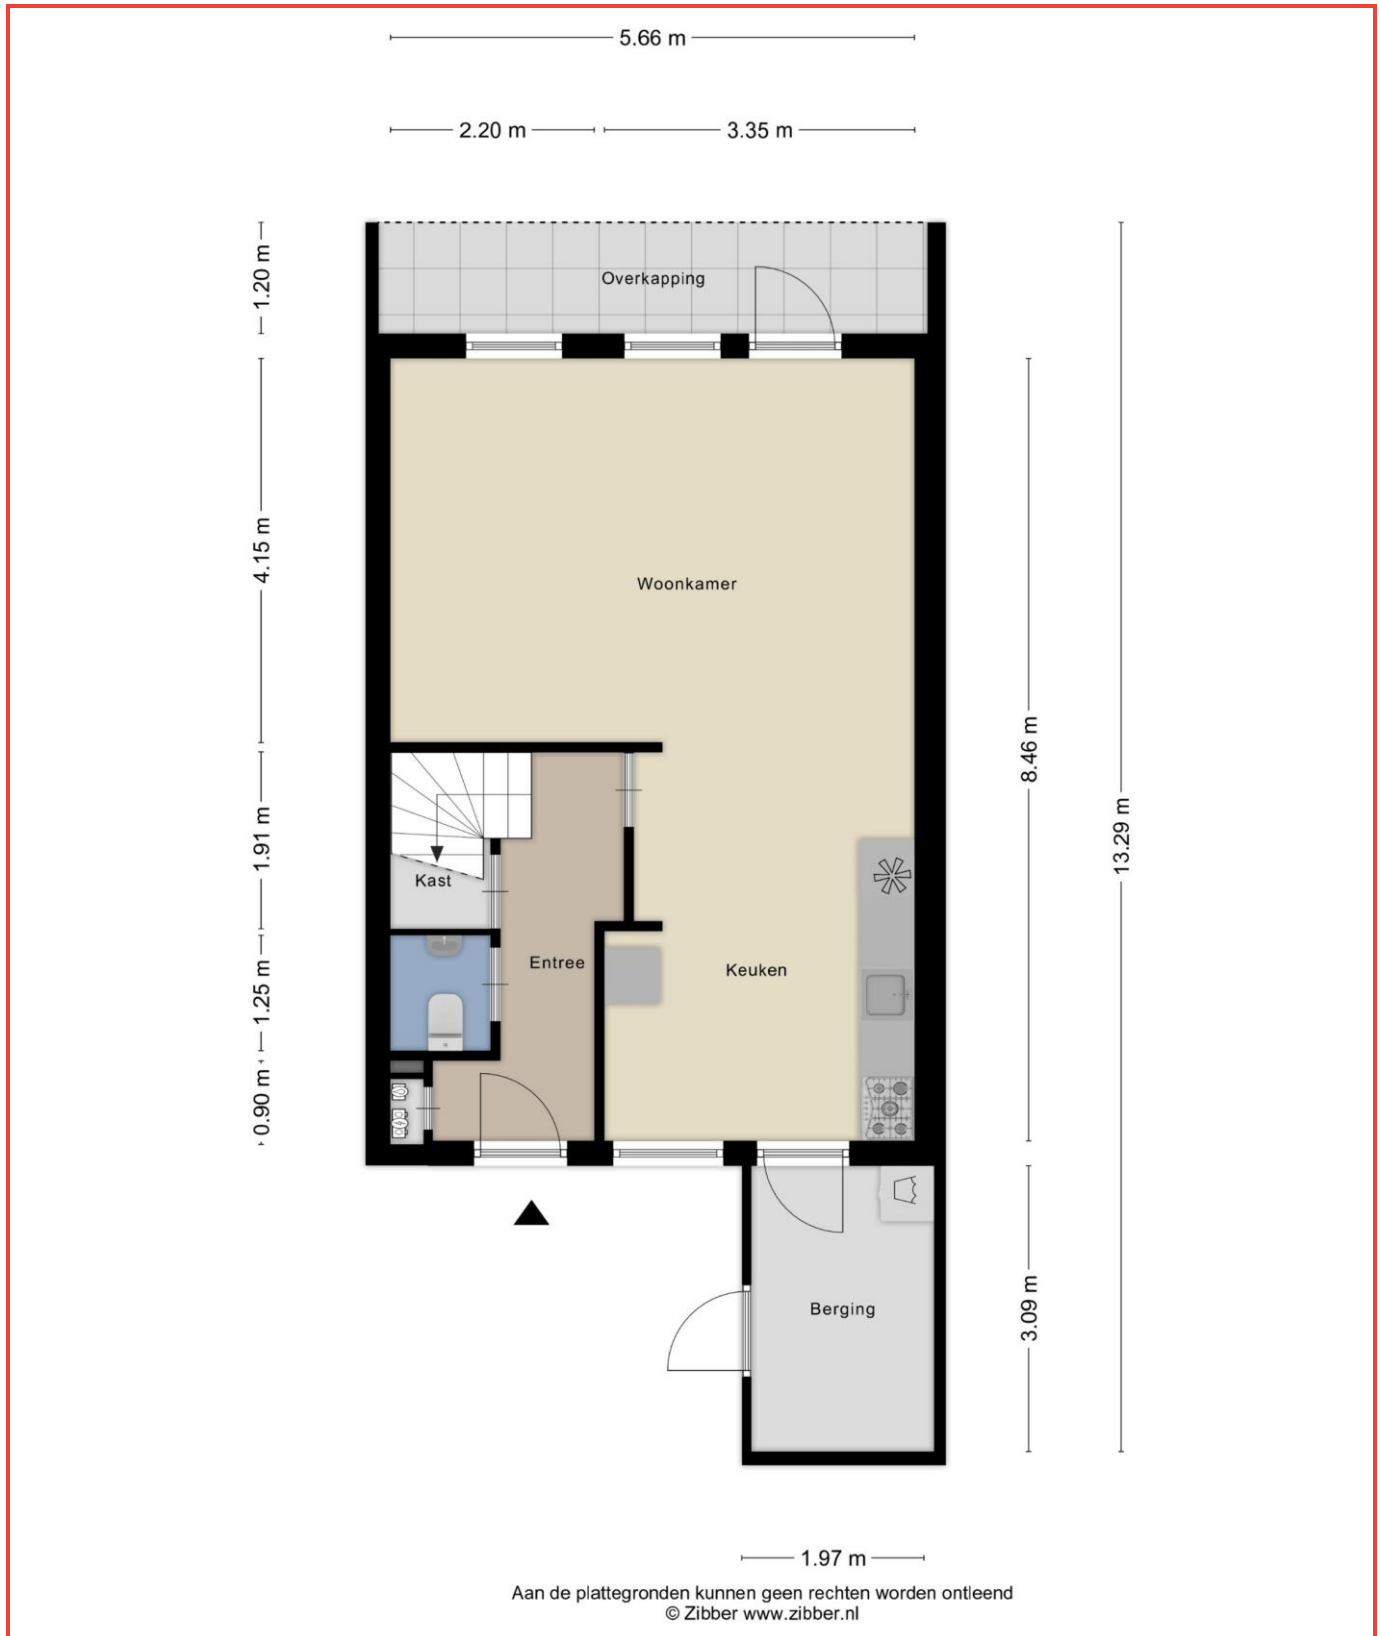 5.66 m
2.20 m
3.35 m
1.20 m
Overkapping
4.15 m
Woonkamer
8.46 m
13.29 m
1.91 m
Kast
1.25 m
Entree
Keuken
0.90 m
3.09 m
Berging
1.97 m
Aan de plattegronden kunnen geen rechten worden ontleend
© Zibber www.zibber.nl